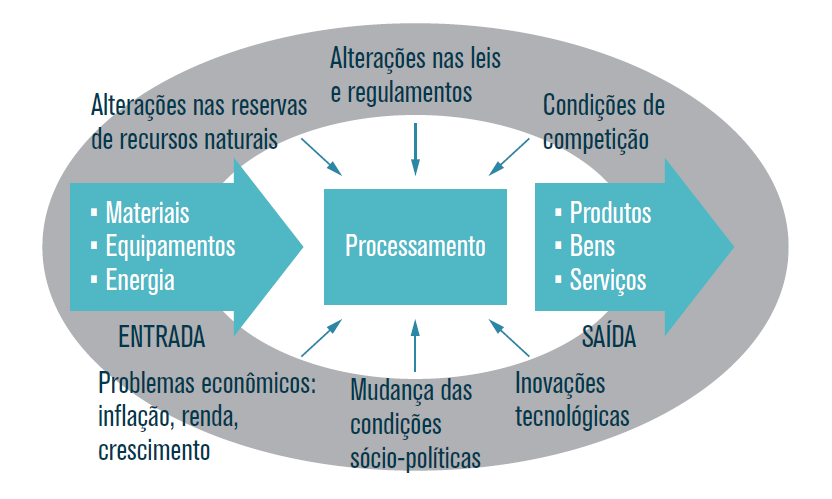 Alterações nas leis
e regulamentos
Alterações nas reservas
de recursos naturais
Condições de
competição
▪ Materiais
▪ Equipamentos
▪ Energia
Processamento
▪ Produtos
▪ Bens
▪ Serviços
ENTRADA
SAÍDA
Problemas econômicos:
inflação, renda,
crescimento
Mudança das
condições
sócio-políticas
Inovações
tecnológicas